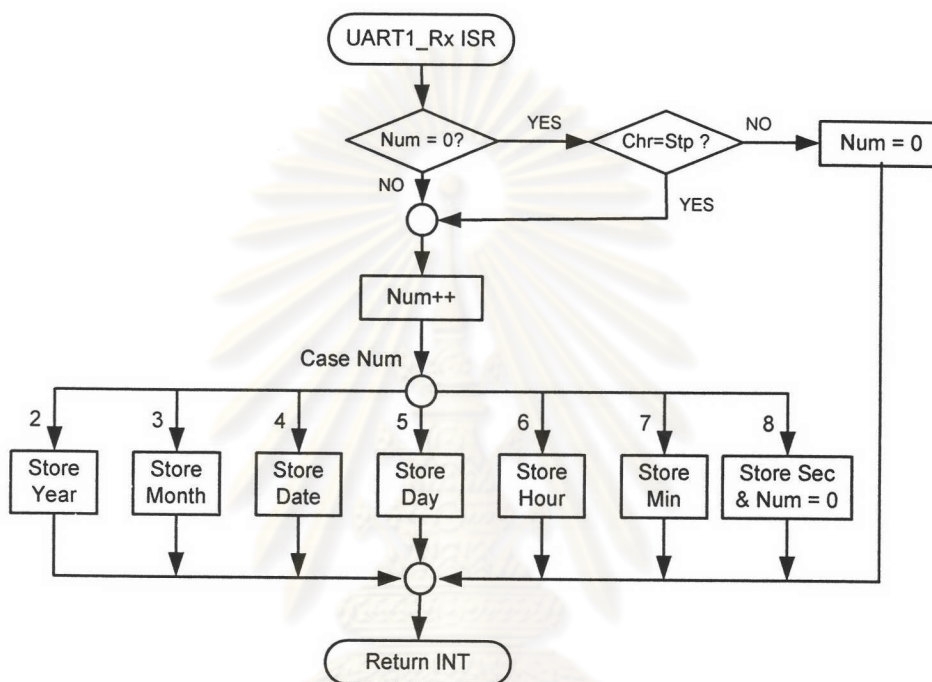 UART1_Rx ISR
Num = 0?
YES
Chr=Stp ?
NO
Num = 0
NO
YES
Num++
Case Num
2
3
4
5
6
7
8
Store
Year
Store
Month
Store
Date
Store
Day
Store
Hour
Store
Min
Store Sec
& Num = 0
Return INT